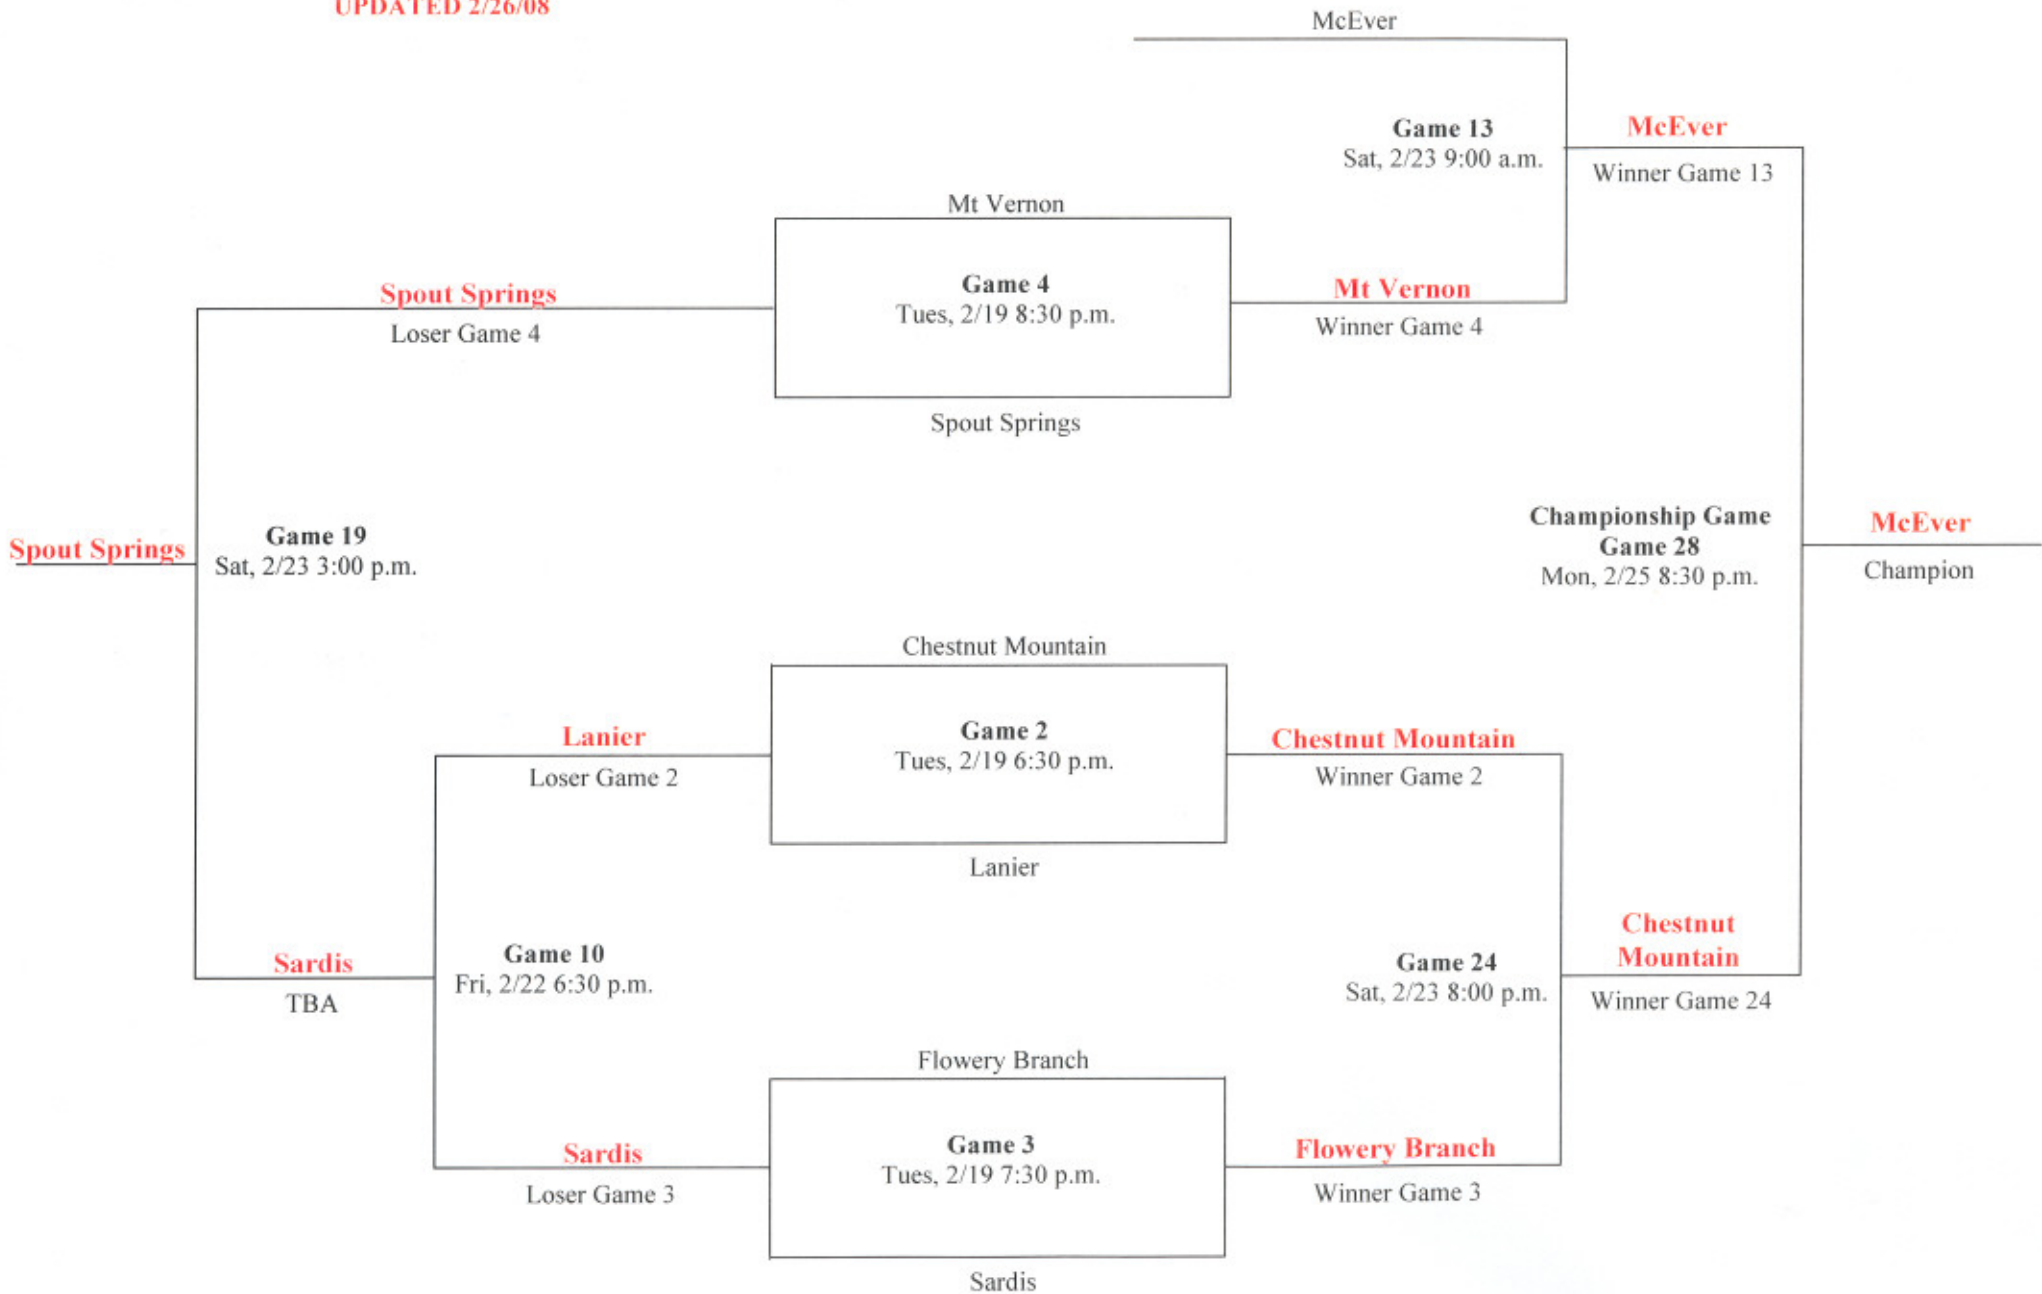 UPDATED 2/26/08
McEver
Game 13
Sat, 2/23 9:00 a.m.
McEver
Winner Game 13
Mt Vernon
Game 4
Tues, 2/19 8:30 p.m.
Spout Springs
Spout Springs
Loser Game 4
Mt Vernon
Winner Game 4
Spout Springs
Game 19
Sat, 2/23 3:00 p.m.
Championship Game
Game 28
Mon, 2/25 8:30 p.m.
McEver
Champion
Chestnut Mountain
Game 2
Tues, 2/19 6:30 p.m.
Lanier
Lanier
Loser Game 2
Chestnut Mountain
Winner Game 2
Sardis
TBA
Game 10
Fri, 2/22 6:30 p.m.
Game 24
Sat, 2/23 8:00 p.m.
Chestnut
Mountain
Winner Game 24
Flowery Branch
Game 3
Tues, 2/19 7:30 p.m.
Sardis
Sardis
Loser Game 3
Flowery Branch
Winner Game 3